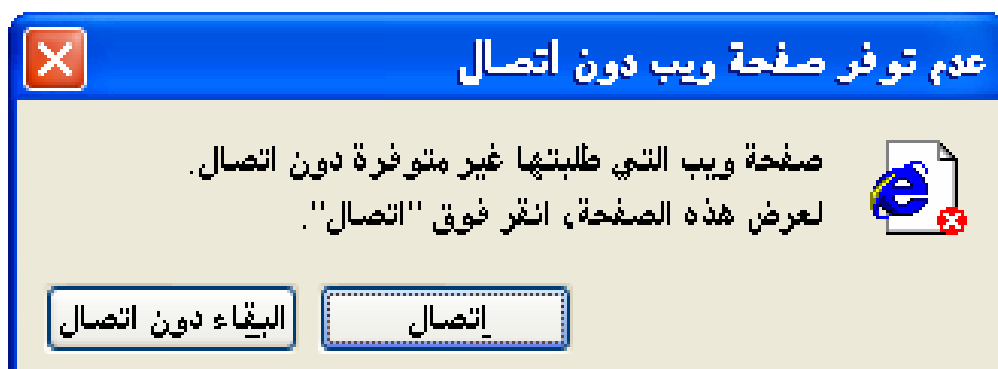 عدم توفر صفحة ويب دون اتصال
صفحة ويب التي طلبتها غير متوفرة دون اتصال.
لعرض هذه الصفحة، انقر فوق "اتصال".
اتصال
البقاء دون اتصال